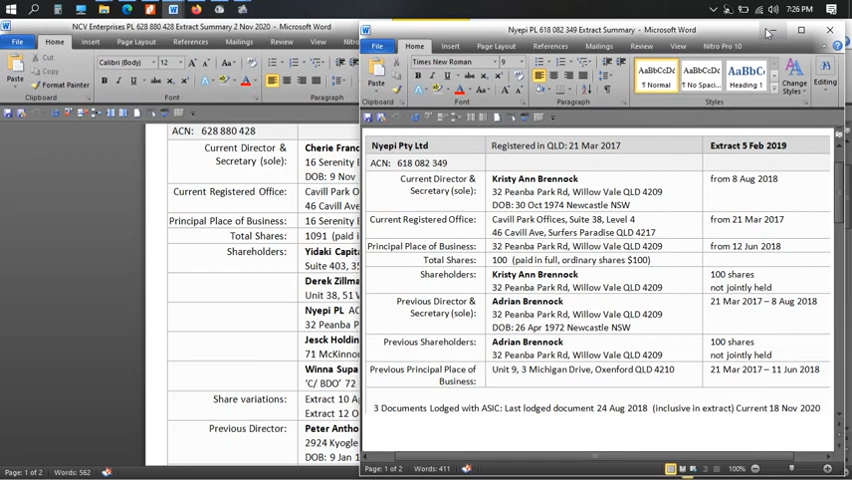 7:26 PM
NCV Enterprises PL 628 880 428 Extract Summary 2 Nov 2020 - Microsoft Word
File Home Insert Page Layout References
Cut
Copy
Format Painter
Paste
Clipboard
Calibri (Body) 12
Font
Paragraph
ACN: 628 880 428
Current Director & Secretary (sole):
Cherie Franc
16 Serenity
DOB: 9 Nov
Current Registered Office:
Cavill Park O
46 Cavill Ave
Principal Place of Business:
16 Serenity
Total Shares:
1091 (paid i
Shareholders:
Yidaki Capita
Suite 403, 35
Derek Zillma
Unit 38, 51 W
Nyepi PL AC
32 Peanba P
Jesck Holdin
71 McKinnor
Winna Supa
'C/ BDO' 72
Share variations:
Extract 10 A
Extract 12 O
Previous Director:
Peter Antho
2924 Kyogle
DOB: 9 Jan 1
Page: 1 of 2 Words: 562
Nyepi PL 618 082 349 Extract Summary - Microsoft Word
File Home Insert Page Layout References Mailings Review View Nitro Pro 10
Paste
Clipboard
Times New Roman 9
Font
Paragraph
AaBbCcDc AaBbCcDc AaBbC
¶ Normal ¶ No Spaci... Heading 1
Change Styles
Editing
Styles
Nyepi Pty Ltd Registered in QLD: 21 Mar 2017 Extract 5 Feb 2019
ACN: 618 082 349
Current Director & Kristy Ann Brennock from 8 Aug 2018
Secretary (sole): 32 Peanba Park Rd, Willow Vale QLD 4209
DOB: 30 Oct 1974 Newcastle NSW
Current Registered Office: Cavill Park Offices, Suite 38, Level 4 from 21 Mar 2017
46 Cavill Ave, Surfers Paradise QLD 4217
Principal Place of Business: 32 Peanba Park Rd, Willow Vale QLD 4209 from 12 Jun 2018
Total Shares: 100 (paid in full, ordinary shares $100)
Shareholders: Kristy Ann Brennock 100 shares
32 Peanba Park Rd, Willow Vale QLD 4209 not jointly held
Previous Director & Adrian Brennock 21 Mar 2017 – 8 Aug 2018
Secretary (sole): 32 Peanba Park Rd, Willow Vale QLD 4209
DOB: 26 Apr 1972 Newcastle NSW
Previous Shareholders: Adrian Brennock 100 shares
32 Peanba Park Rd, Willow Vale QLD 4209 not jointly held
Previous Principal Place of Unit 9, 3 Michigan Drive, Oxenford QLD 4210 21 Mar 2017 – 11 Jun 2018
Business:
3 Documents Lodged with ASIC: Last lodged document 24 Aug 2018 (inclusive in extract) Current 18 Nov 2020
Page: 1 of 2 Words: 411
100%